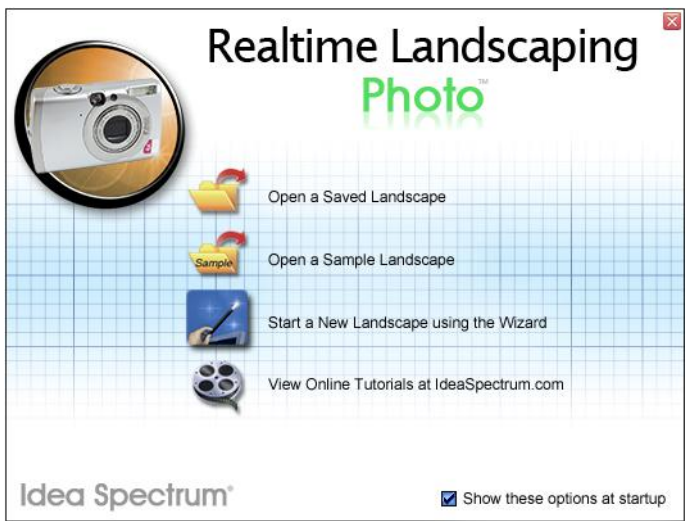 Realtime Landscaping
Photo™
Open a Saved Landscape
Sample
Open a Sample Landscape
Start a New Landscape using the Wizard
View Online Tutorials at IdeaSpectrum.com
Idea Spectrum®
Show these options at startup